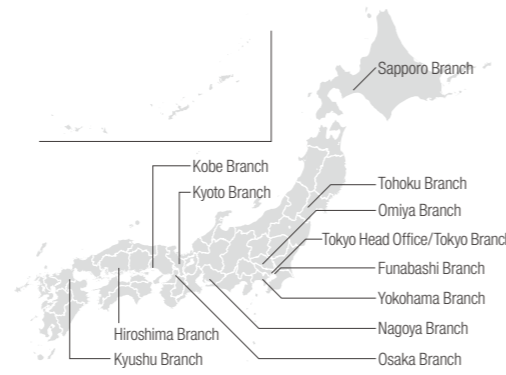 Sapporo Branch
Kobe Branch
Kyoto Branch
Tohoku Branch
Omiya Branch
Tokyo Head Office/Tokyo Branch
Funabashi Branch
Yokohama Branch
Nagoya Branch
Hiroshima Branch
Kyushu Branch
Osaka Branch